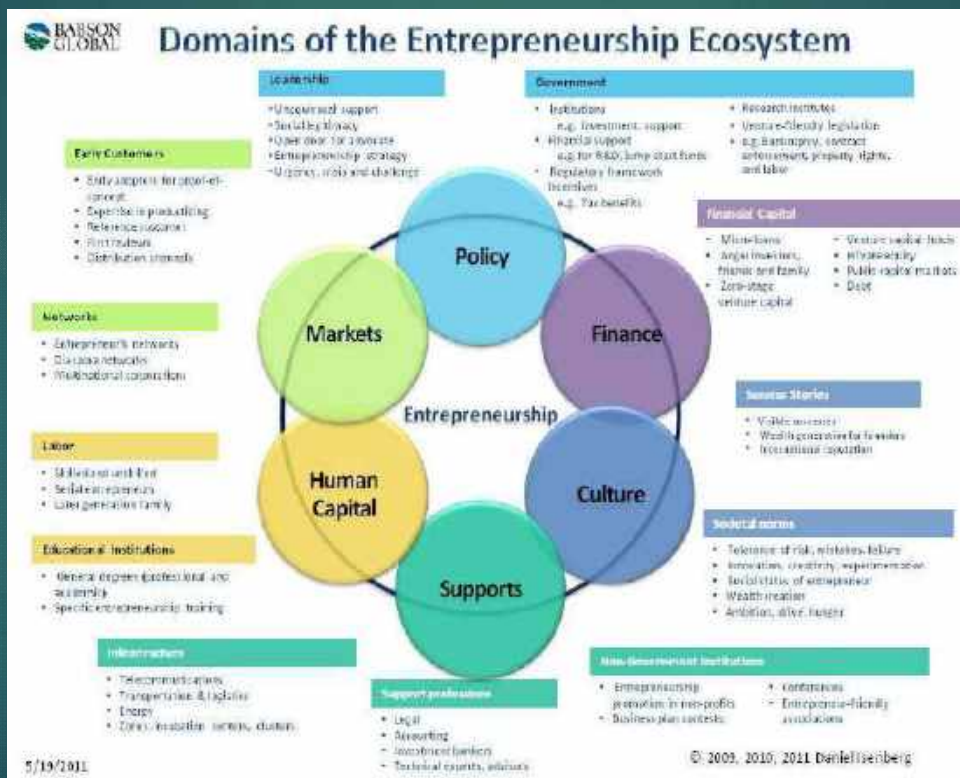 BABSON
GLOBAL
Domains of the Entrepreneurship Ecosystem
Leadership
• Unequivocal support
• Social legitimacy
• Open door for advocate
• Entrepreneurship strategy
• Urgency, crisis and challenge
Government
• Institutions
e.g. Investment, support
• Financial support
e.g. for R&D, jump start funds
• Regulatory framework
Incentives
e.g. Tax benefits
• Research institutes
• Venture-friendly legislation
• e.g. Bankruptcy, contract
enforcement, property rights,
and labor
Early Customers
• Early adopters for proof-of-
concept
• Expertise in productizing
• Reference customer
• First reviews
• Distribution channels
Financial Capital
• Micro-loans
• Angel investors,
friends and family
• Zero-stage
venture capital
• Venture capital funds
• Private equity
• Public capital markets
• Debt
Networks
• Entrepreneur's networks
• Diaspora networks
• Multinational corporations
Policy
Markets
Finance
Entrepreneurship
Human
Capital
Culture
Supports
Success Stories
• Visible successes
• Wealth generation for founders
• International reputation
Labor
• Skilled and unskilled
• Serial entrepreneurs
• Later generation family
Societal norms
• Tolerance of risk, mistakes, failure
• Innovation, creativity, experimentation
• Social status of entrepreneur
• Wealth creation
• Ambition, drive, hunger
Educational Institutions
• General degrees (professional and
academic)
• Specific entrepreneurship training
Infrastructure
• Telecommunications
• Transportation & logistics
• Energy
• Zones, incubation centers, clusters
Support professions
• Legal
• Accounting
• Investment bankers
• Technical experts, advisors
Non-Government Institutions
• Entrepreneurship
promotion in non-profits
• Business plan contests
• Conferences
• Entrepreneur-friendly
associations
5/19/2011
© 2009, 2010, 2011 Daniel Isenberg